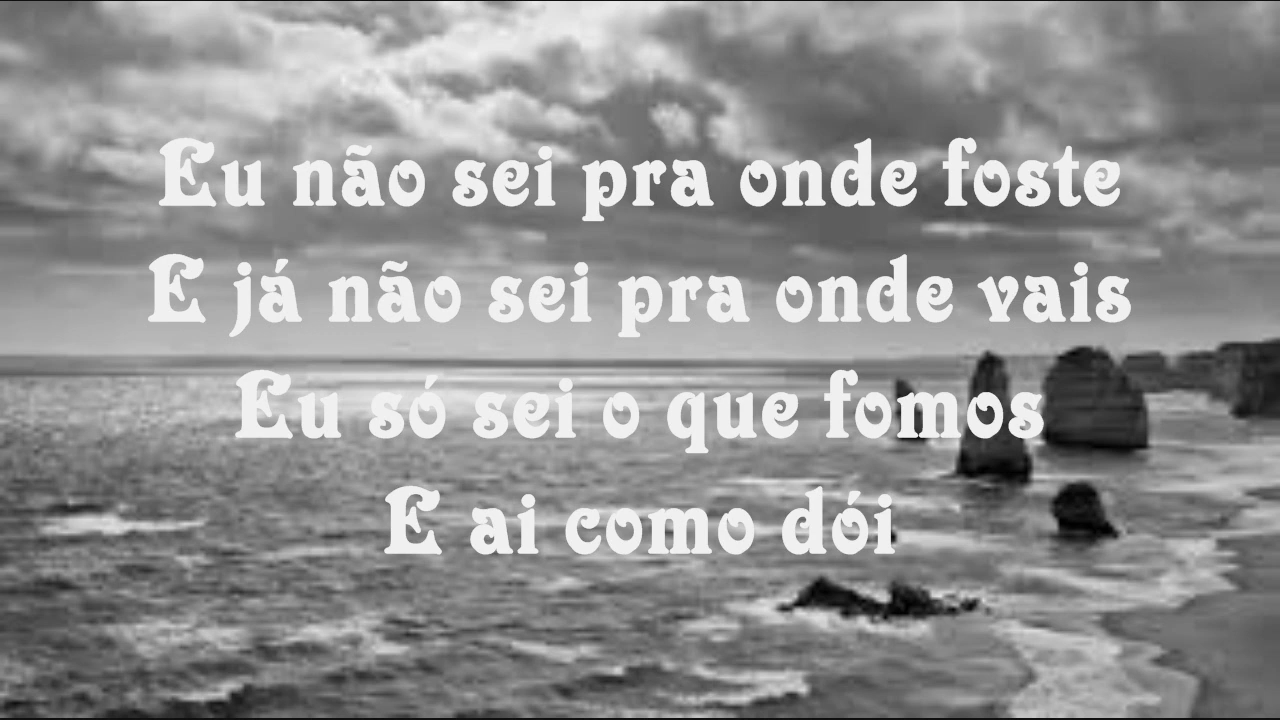 Eu não sei pra onde foste
E já não sei pra onde vais
Eu só sei o que fomos
E ai como dói